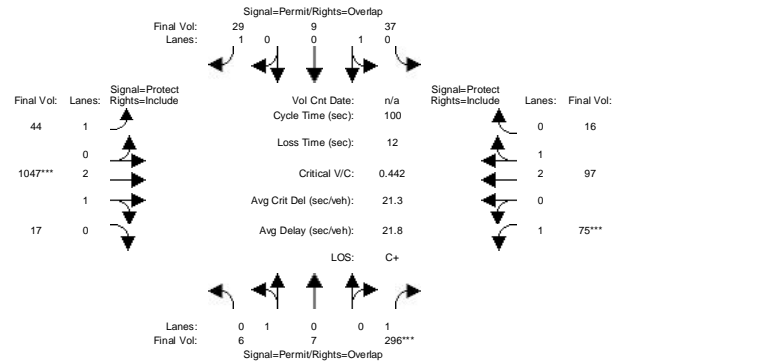 Signal=Permit/Rights=Overlap
Final Vol: 29 9 37
Lanes: 1 0 0 1 0
Signal=Protect Signal=Protect
Final Vol: Lanes: Rights=Include Vol Cnt Date: n/a Rights=Include Lanes: Final Vol:
Cycle Time (sec): 100
44 1 0 16
Loss Time (sec): 12
0 1
1047*** 2 Critical V/C: 0.442 2 97
1 Avg Crit Del (sec/veh): 21.3 0
17 0 Avg Delay (sec/veh): 21.8 1 75***
LOS: C+
Lanes: 0 1 0 0 1
Final Vol: 6 7 296***
Signal=Permit/Rights=Overlap